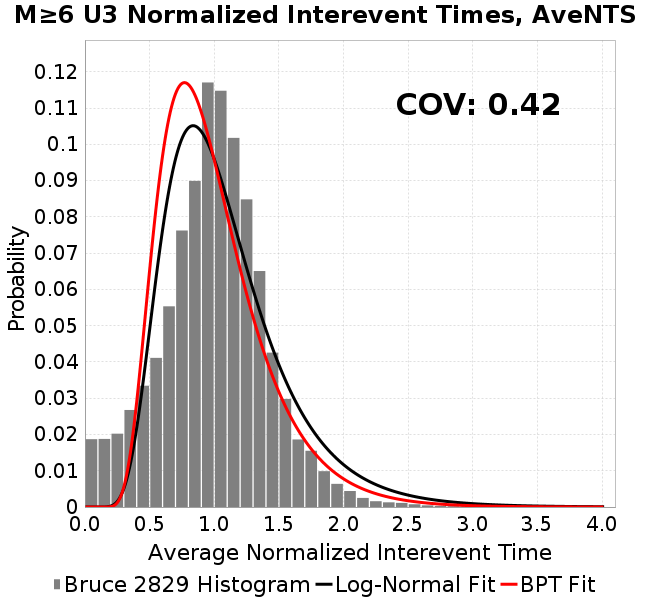 M≥6 U3 Normalized Interevent Times, AveNTS
COV: 0.42
0.12
0.11
0.1
0.09
0.08
0.07
0.06
0.05
0.04
0.03
0.02
0.01
0
Probability
0.0 0.5 1.0 1.5 2.0 2.5 3.0 3.5 4.0
Average Normalized Interevent Time
Bruce 2829 Histogram Log-Normal Fit BPT Fit